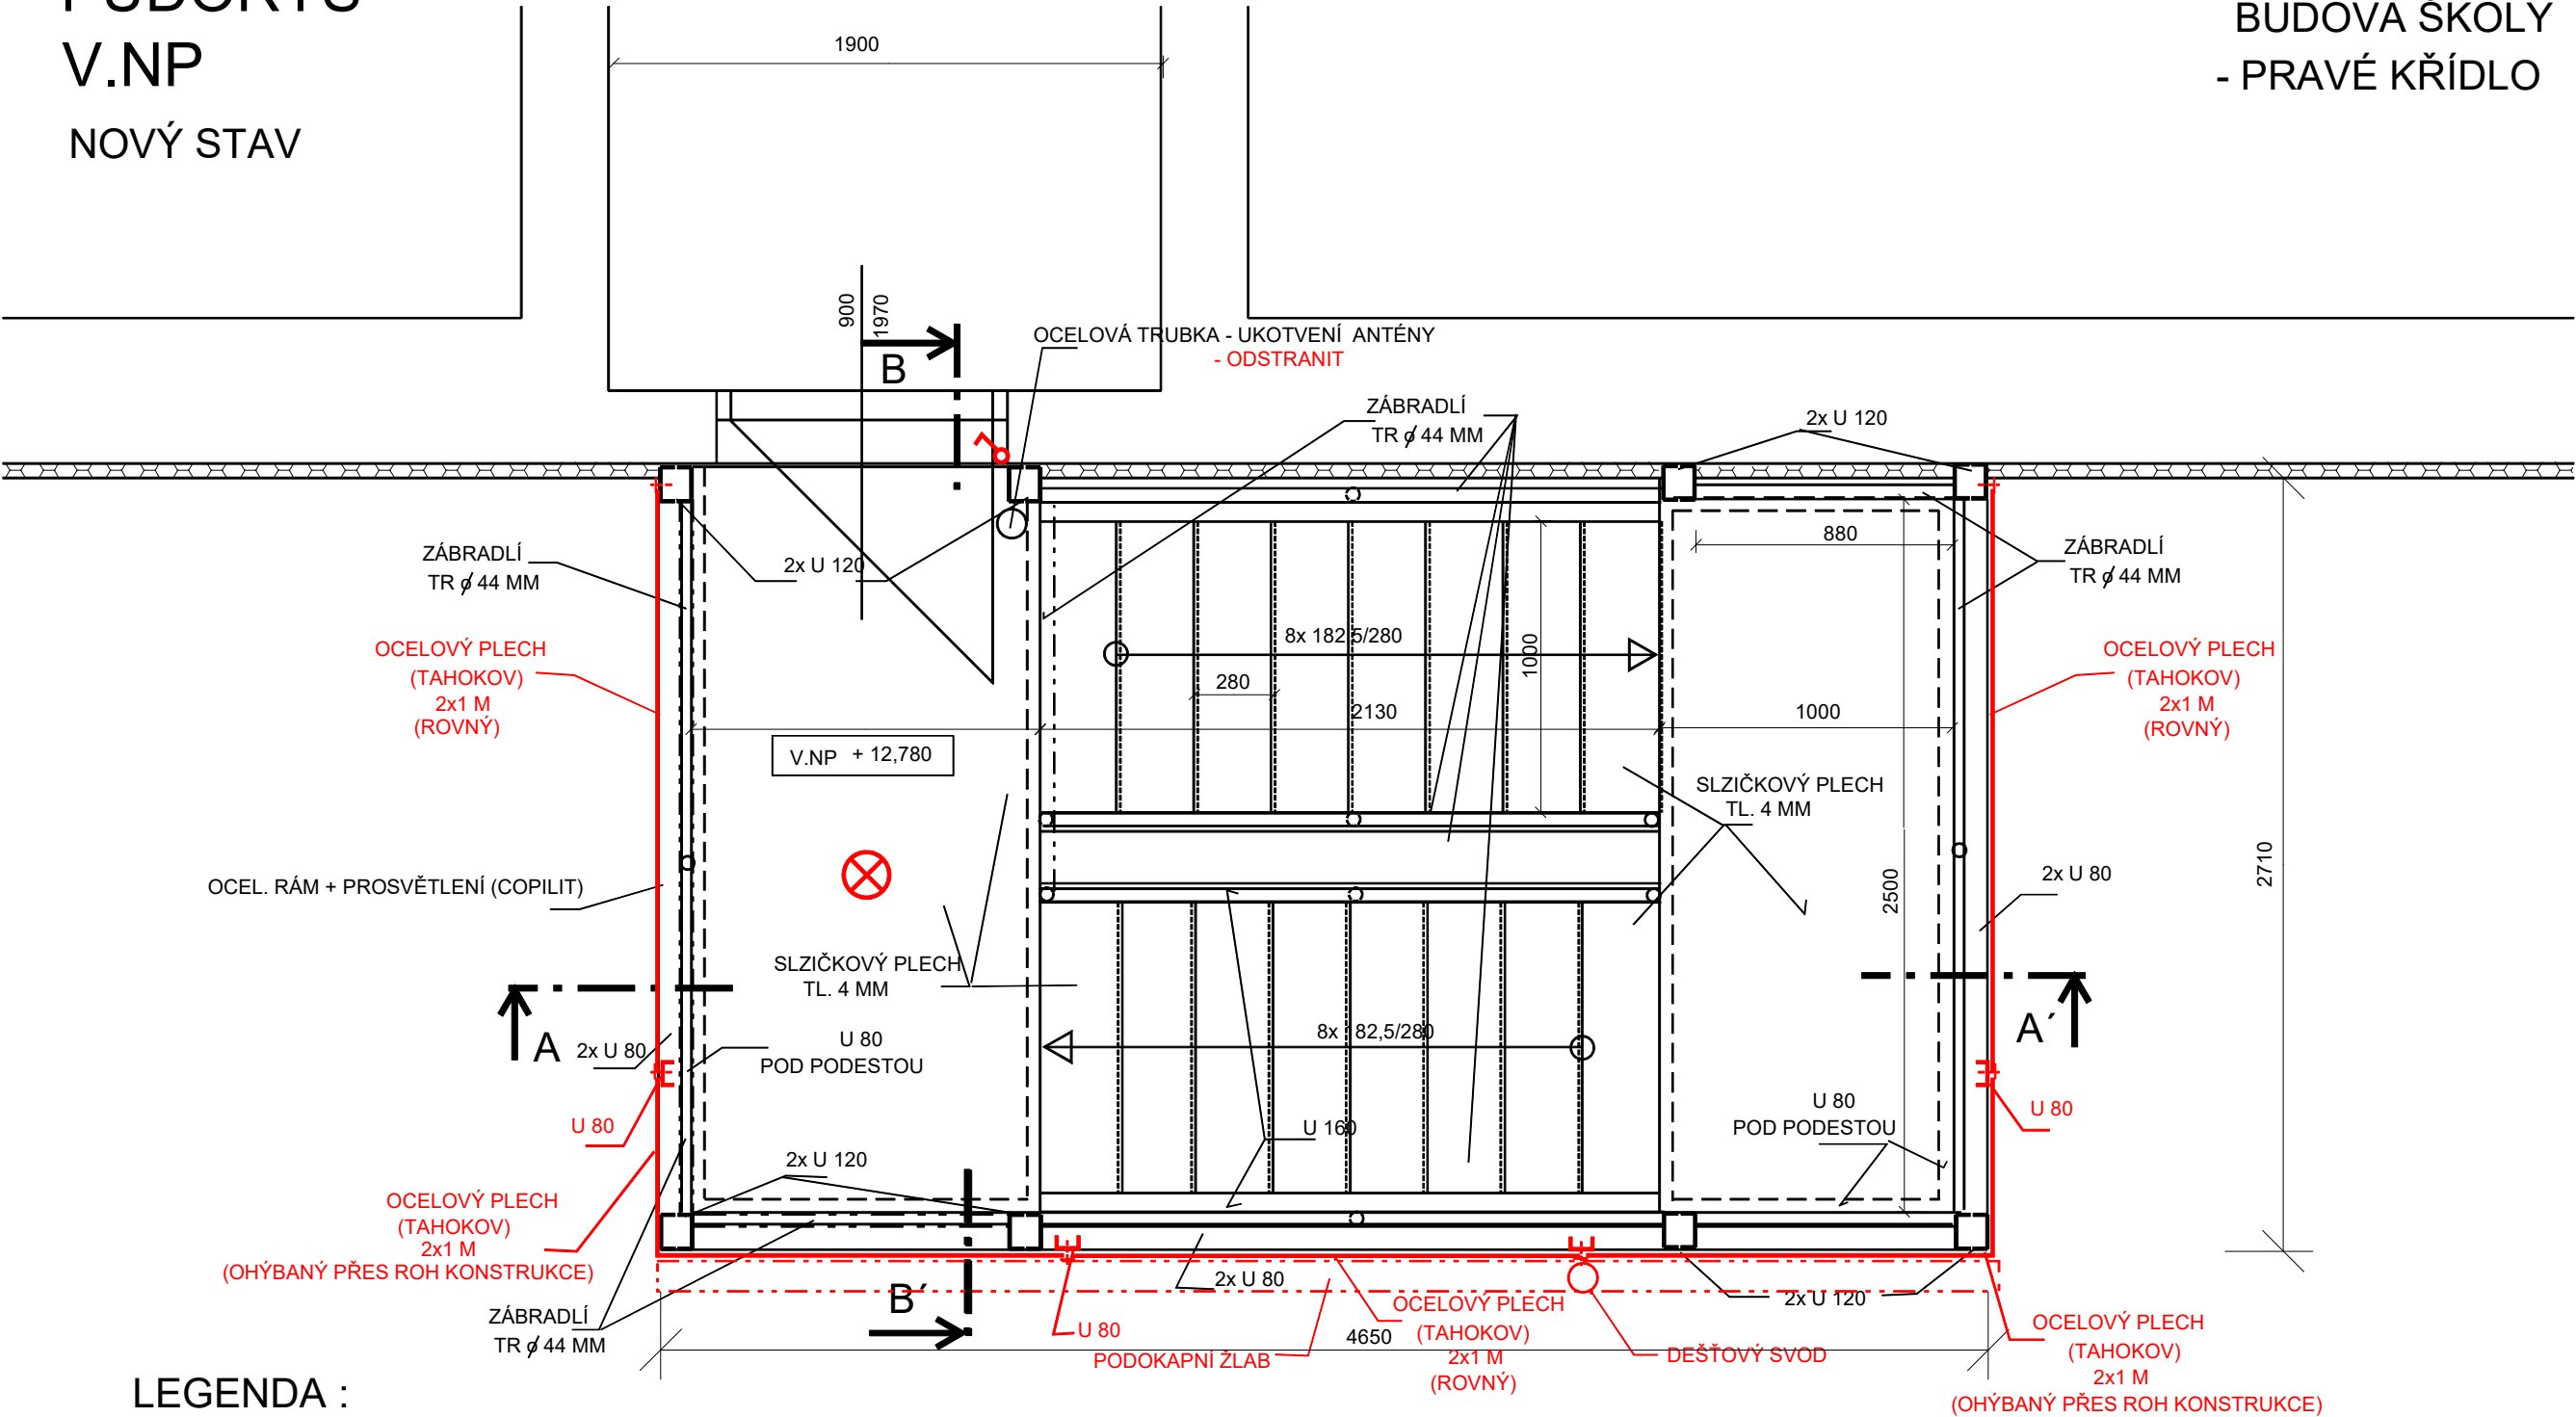 PŮDORYS
V.NP
NOVÝ STAV
BUDOVA ŠKOLY
- PRAVÉ KŘÍDLO
1900
900
1970
B
OCELOVÁ TRUBKA - UKOTVENÍ ANTÉNY
- ODSTRANIT
ZÁBRADLÍ
TR ø 44 MM
2x U 120
ZÁBRADLÍ
TR ø 44 MM
2x U 120
880
ZÁBRADLÍ
TR ø 44 MM
OCELOVÝ PLECH
(TAHOKOV)
2x1 M
(ROVNÝ)
8x 182,5/280
1000
280
2130
1000
OCELOVÝ PLECH
(TAHOKOV)
2x1 M
(ROVNÝ)
V.NP + 12,780
SLZIČKOVÝ PLECH
TL. 4 MM
OCEL. RÁM + PROSVĚTLENÍ (COPILIT)
2500
2x U 80
2710
SLZIČKOVÝ PLECH
TL. 4 MM
A
2x U 80
U 80
POD PODESTOU
8x 182,5/280
A´
U 80
U 160
U 80
POD PODESTOU
U 80
2x U 120
OCELOVÝ PLECH
(TAHOKOV)
2x1 M
(OHÝBANÝ PŘES ROH KONSTRUKCE)
B´
2x U 80
2x U 120
ZÁBRADLÍ
TR ø 44 MM
U 80
PODOKAPNÍ ŽLAB
4650
OCELOVÝ PLECH
(TAHOKOV)
2x1 M
(ROVNÝ)
DEŠŤOVÝ SVOD
OCELOVÝ PLECH
(TAHOKOV)
2x1 M
(OHÝBANÝ PŘES ROH KONSTRUKCE)
LEGENDA :